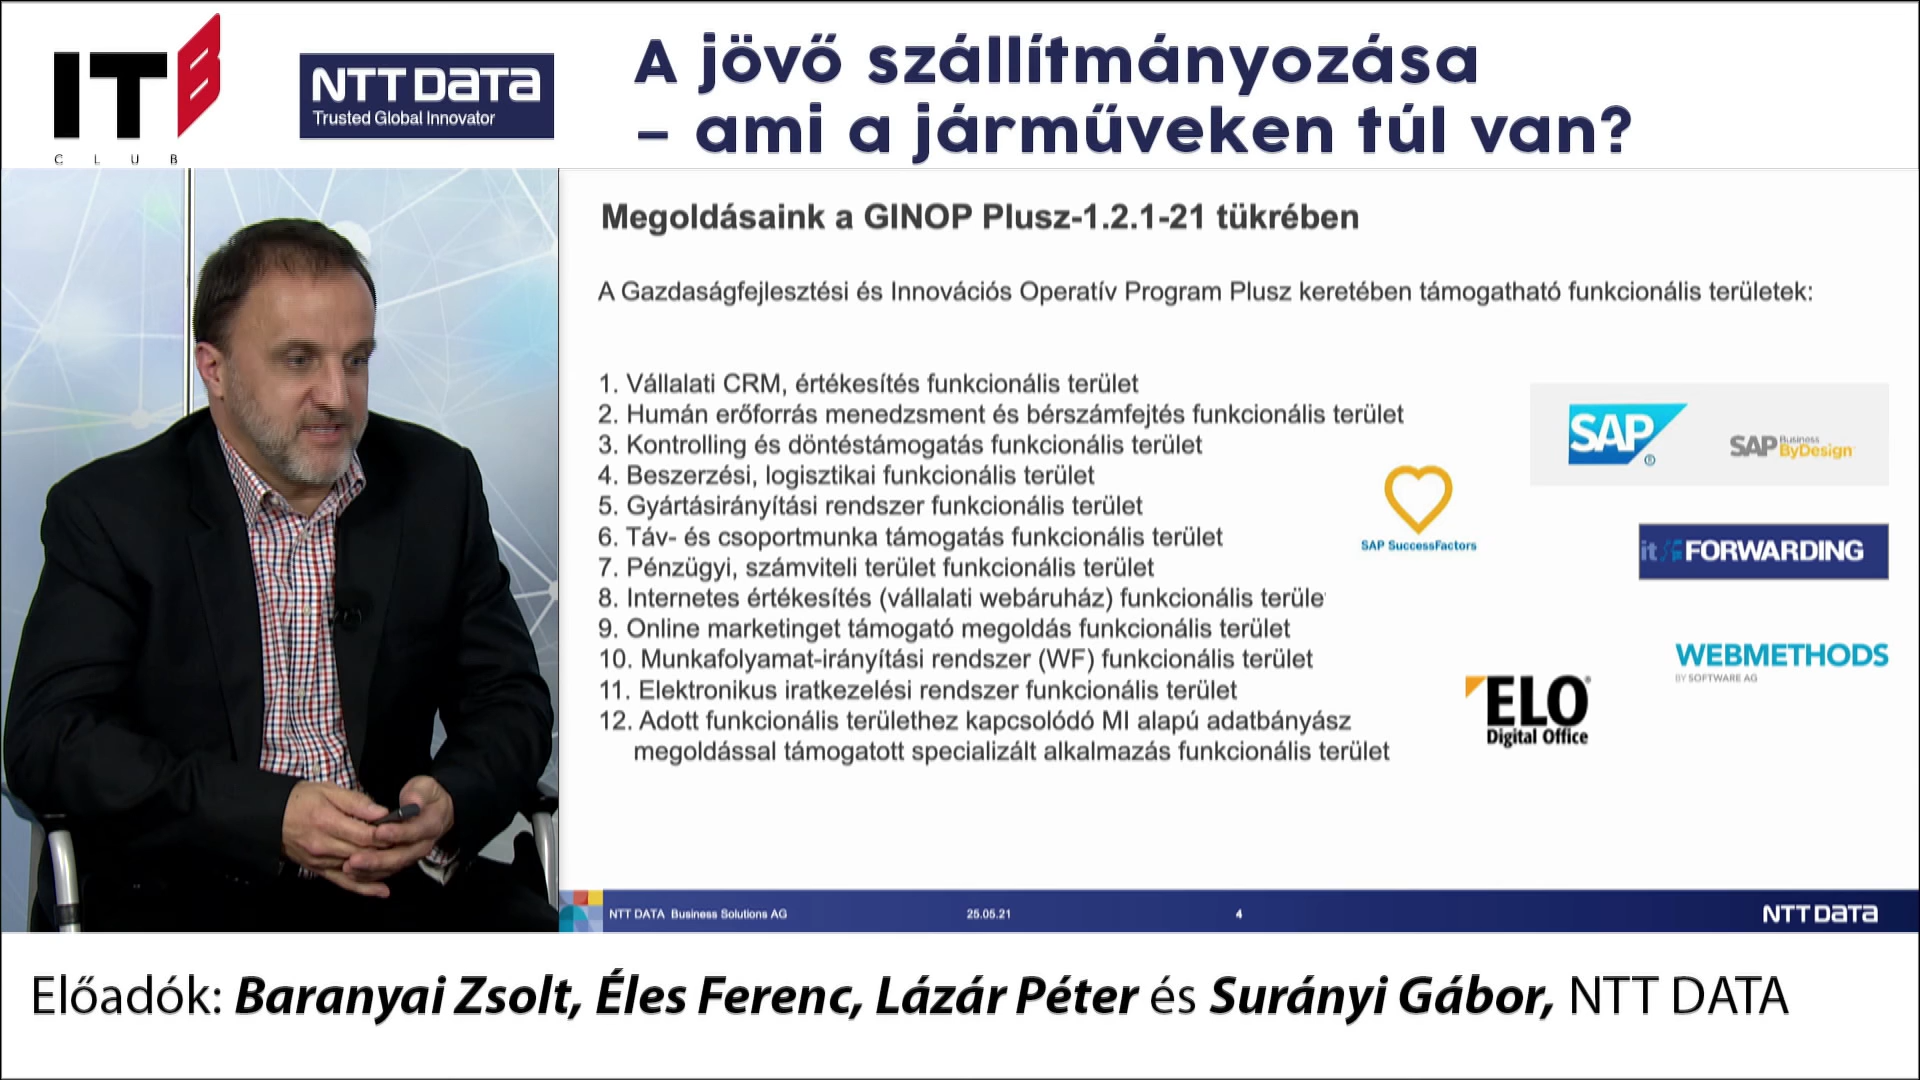 ITB
CLUB
NTT DATA
Trusted Global Innovator
A jövő szállítmányozása
– ami a járműveken túl van?
Megoldásaink a GINOP Plusz-1.2.1-21 tükrében
A Gazdaságfejlesztési és Innovációs Operatív Program Plusz keretében támogatható funkcionális területek:
1. Vállalati CRM, értékesítés funkcionális terület
2. Humán erőforrás menedzsment és bérszámfejtés funkcionális terület
3. Kontrolling és döntéstámogatás funkcionális terület
4. Beszerzési, logisztikai funkcionális terület
5. Gyártásirányítási rendszer funkcionális terület
6. Táv- és csoportmunka támogatás funkcionális terület
7. Pénzügyi, számviteli terület funkcionális terület
8. Internetes értékesítés (vállalati webáruház) funkcionális terüle
9. Online marketinget támogató megoldás funkcionális terület
10. Munkafolyamat-irányítási rendszer (WF) funkcionális terület
11. Elektronikus iratkezelési rendszer funkcionális terület
12. Adott funkcionális területhez kapcsolódó MI alapú adatbányász
megoldással támogatott specializált alkalmazás funkcionális terület
SAP®
SAP Business ByDesign
SAP SuccessFactors
it FORWARDING
WEBMETHODS
BY SOFTWARE AG
ELO®
Digital Office
NTT DATA Business Solutions AG
25.05.21
4
NTT DATA
Előadók: Baranyai Zsolt, Éles Ferenc, Lázár Péter és Surányi Gábor, NTT DATA